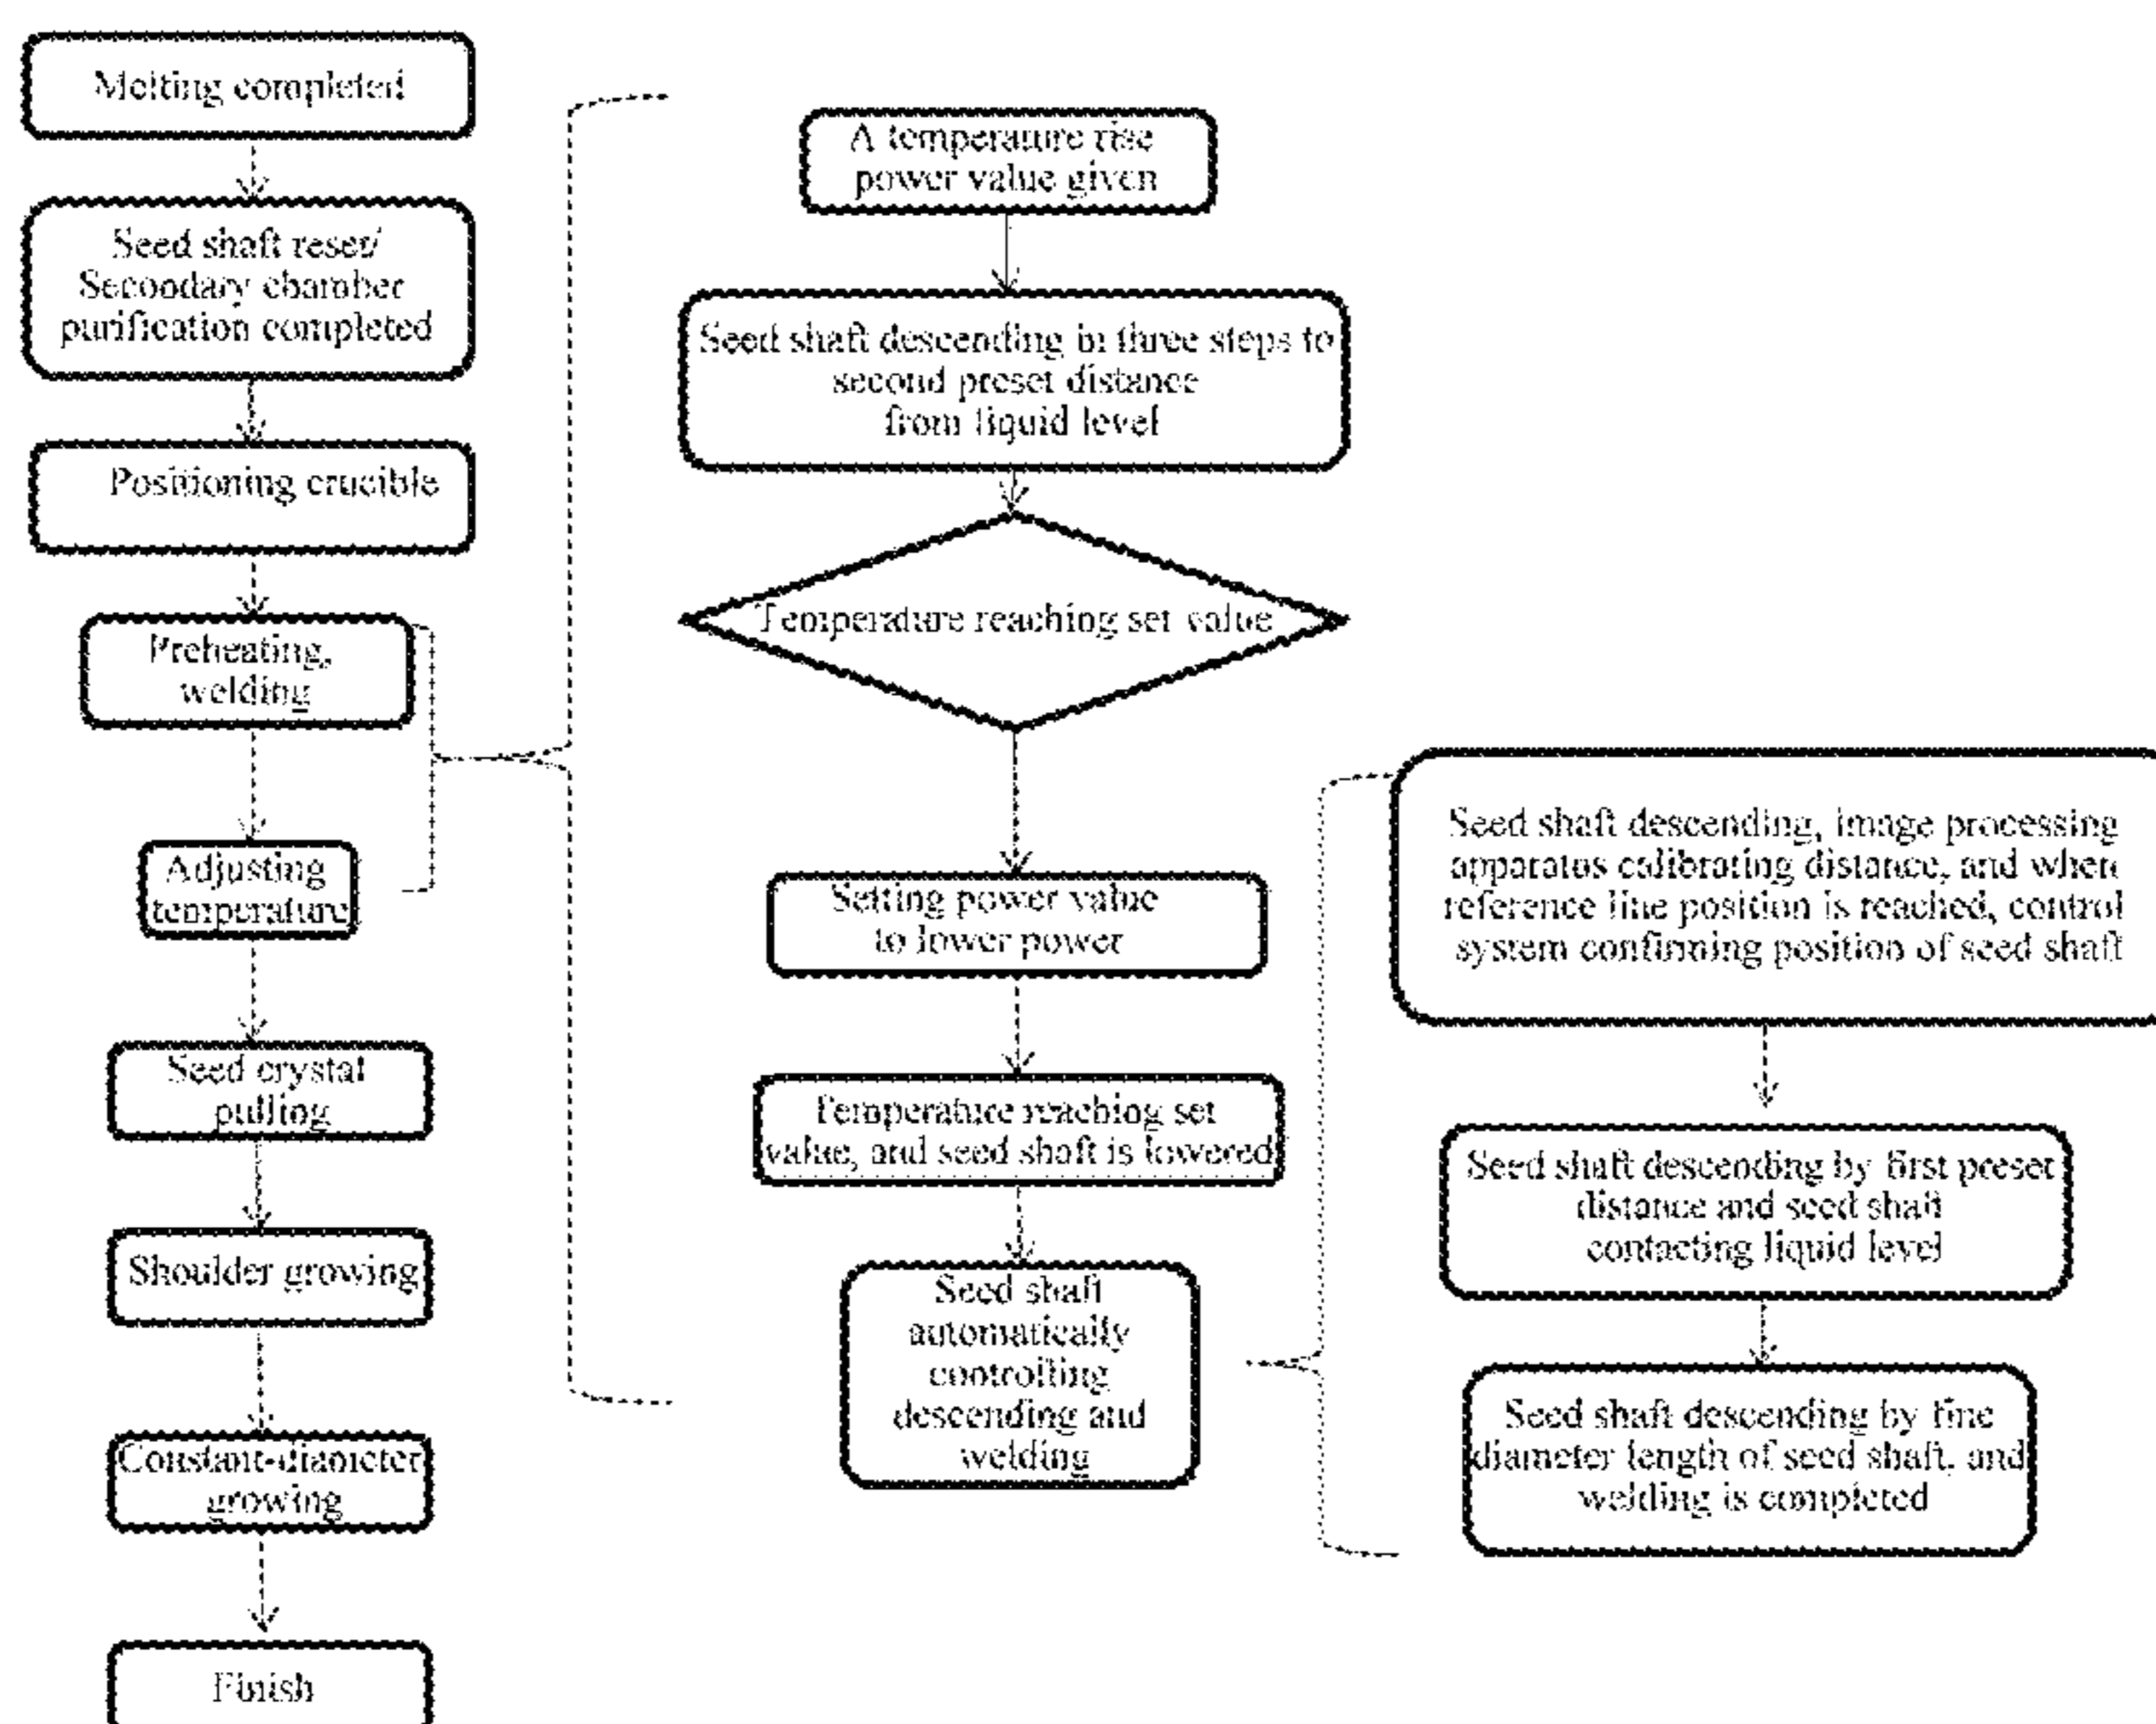 Melting completed
Seed shaft reset/
Secondary chamber
purification completed
Positioning crucible
Preheating,
welding
Adjusting
temperature
Seed crystal
pulling
Shoulder growing
Constant-diameter
growing
Finish
A temperature rise
power value given
Seed shaft descending in three steps to
second preset distance
from liquid level
Temperature reaching set value
Setting power value
to lower power
Temperature reaching set
value, and seed shaft is lowered
Seed shaft
automatically
controlling
descending and
welding
Seed shaft descending, image processing
apparatus calibrating distance, and when
reference line position is reached, control
system confirming position of seed shaft
Seed shaft descending by first preset
distance and seed shaft
contacting liquid level
Seed shaft descending by fine
diameter length of seed shaft, and
welding is completed